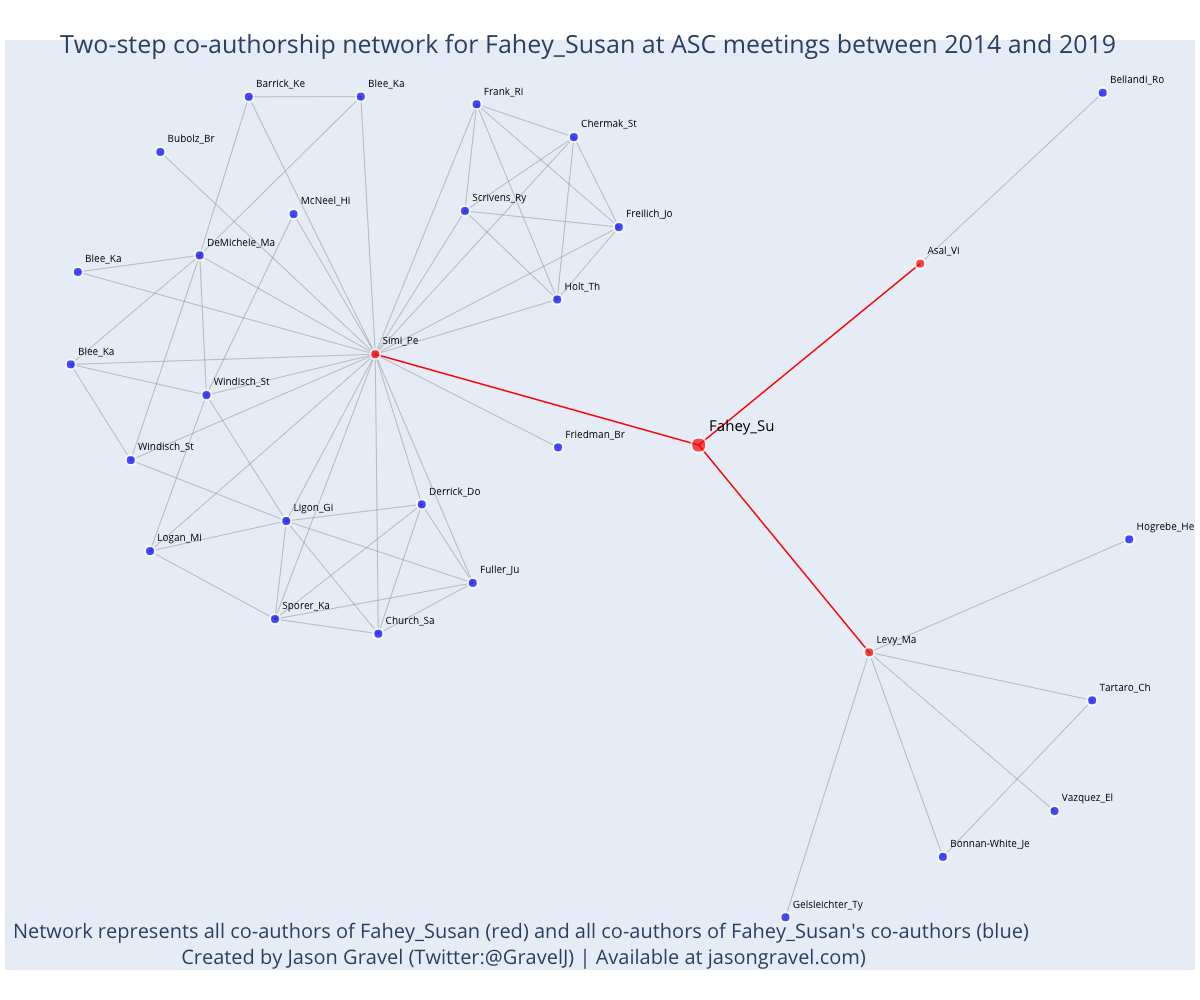 Two-step co-authorship network for Fahey_Susan at ASC meetings between 2014 and 2019
Bellandi_Ro
Barrick_Ke
Blee_Ka
Frank_Ri
Chermak_St
Bubolz_Br
McNeel_Hi
Scrivens_Ry
Freilich_Jo
DeMichele_Ma
Asal_Vi
Blee_Ka
Holt_Th
Simi_Pe
Blee_Ka
Windisch_St
Fahey_Su
Friedman_Br
Windisch_St
Derrick_Do
Ligon_Gi
Hogrebe_He
Logan_Mi
Fuller_Ju
Sporer_Ka
Church_Sa
Levy_Ma
Tartaro_Ch
Vazquez_El
Bonnan-White_Je
Gelsleichter_Ty
Network represents all co-authors of Fahey_Susan (red) and all co-authors of Fahey_Susan's co-authors (blue)
Created by Jason Gravel (Twitter:@GravelJ) | Available at jasongravel.com)